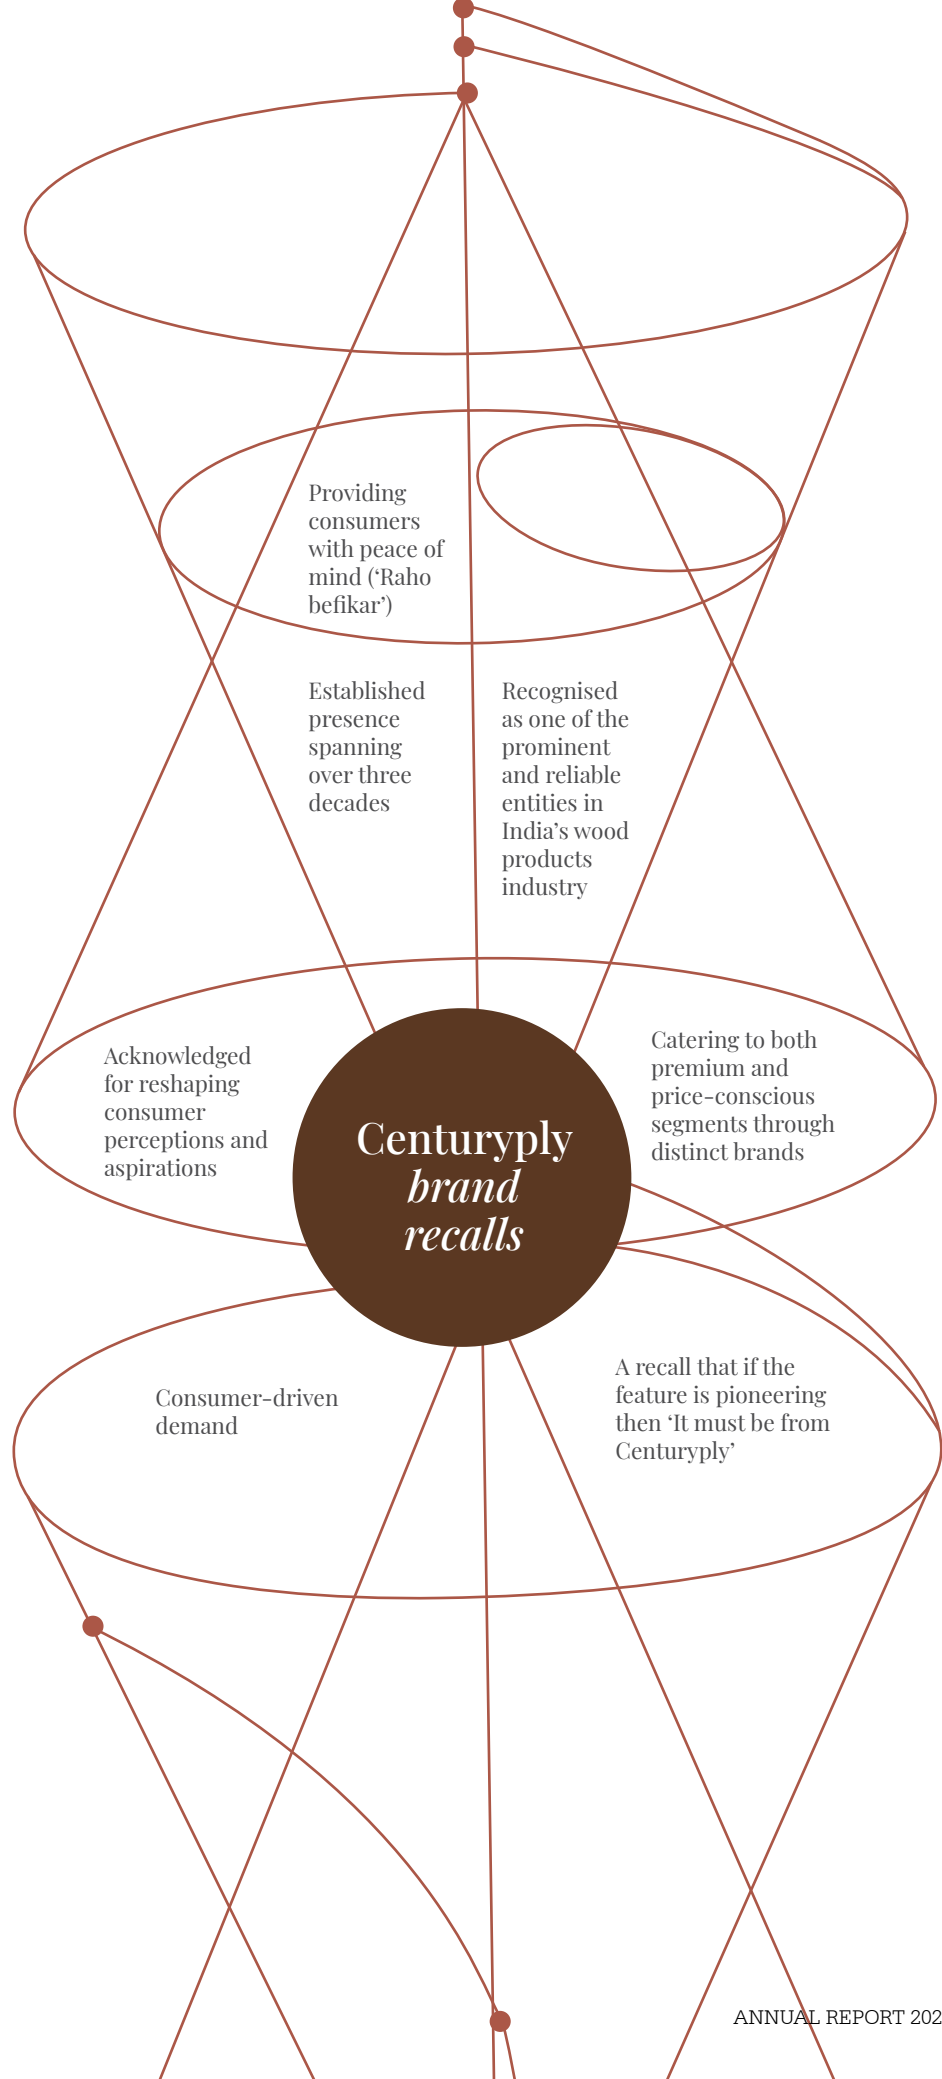 Providing
consumers
with peace of
mind (‘Raho
befikar’)
Established
presence
spanning
over three
decades
Recognised
as one of the
prominent
and reliable
entities in
India’s wood
products
industry
Acknowledged
for reshaping
consumer
perceptions and
aspirations
Centuryply
brand
recalls
Catering to both
premium and
price-conscious
segments through
distinct brands
Consumer-driven
demand
A recall that if the
feature is pioneering
then ‘It must be from
Centuryply’
ANNUAL REPORT 202